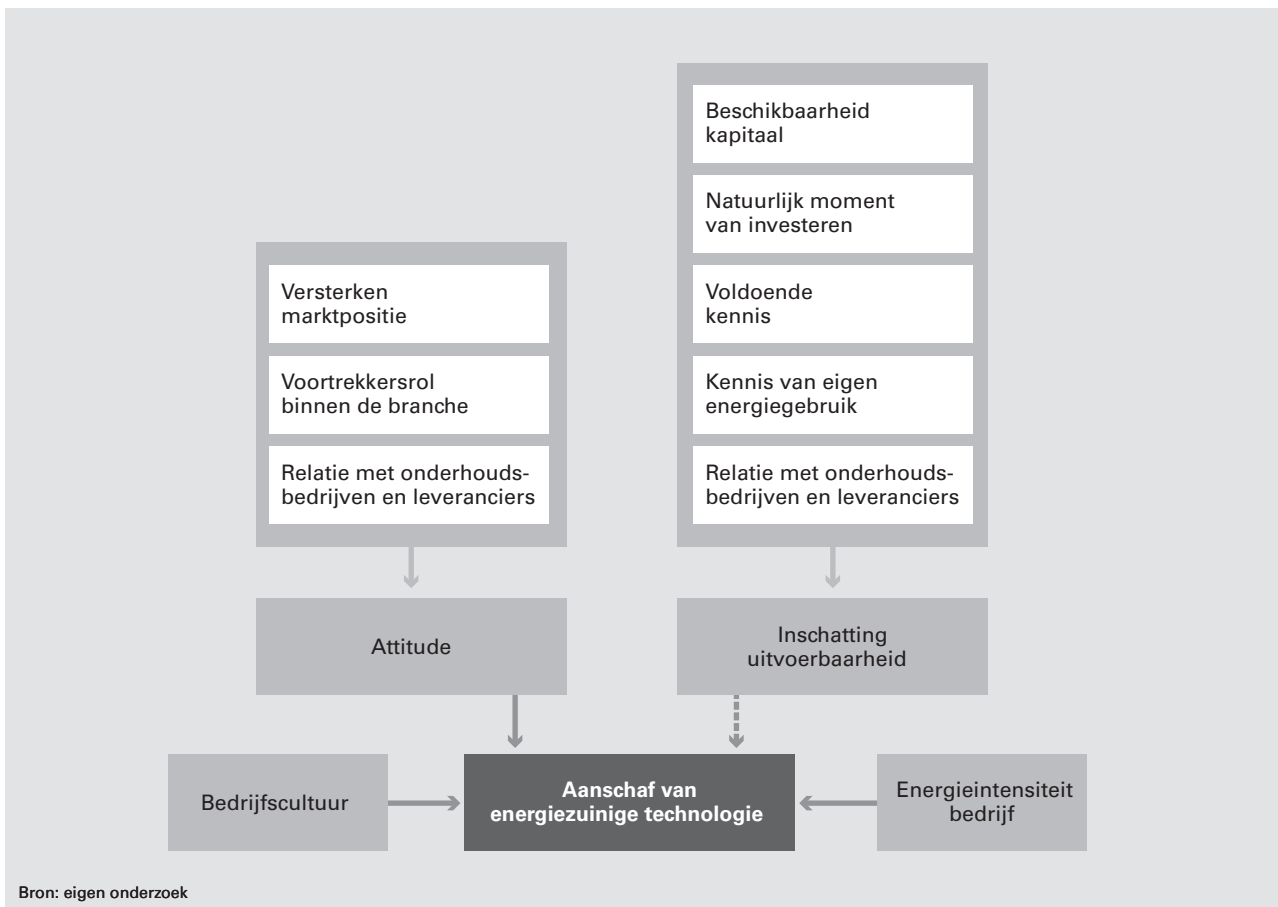 Versterken
marktpositie
Voortrekkersrol
binnen de branche
Relatie met onderhouds-
bedrijven en leveranciers
Attitude
Beschikbaarheid
kapitaal
Natuurlijk moment
van investeren
Voldoende
kennis
Kennis van eigen
energiegebruik
Relatie met onderhouds-
bedrijven en leveranciers
Inschatting
uitvoerbaarheid
Bedrijfscultuur
Aanschaf van
energiezuinige technologie
Energieintensiteit
bedrijf
Bron: eigen onderzoek